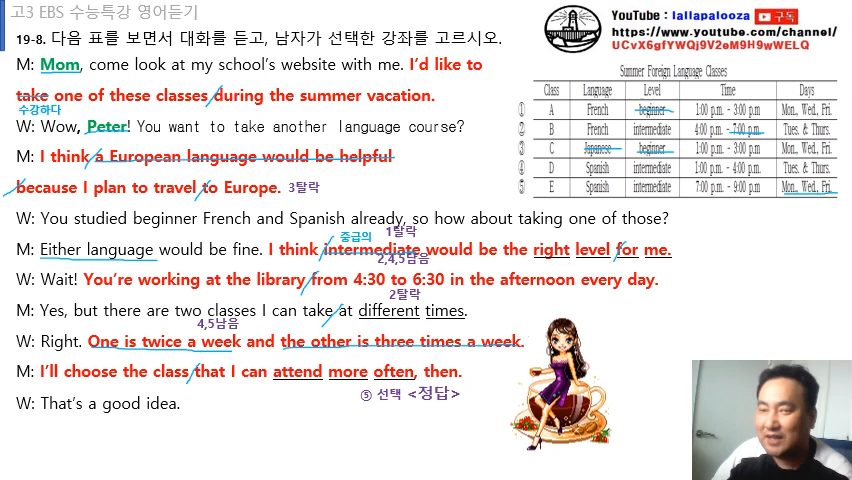 고3 EBS 수능특강 영어듣기
YouTube : lallapalooza 구독
https://www.youtube.com/channel/
UCvX6gfYWQj9V2eM9H9wWELQ
19-8. 다음 표를 보면서 대화를 듣고, 남자가 선택한 강좌를 고르시오.
M: Mom, come look at my school's website with me. I'd like to
take one of these classes during the summer vacation.
수강하다
W: Wow, Peter! You want to take another language course?
M: I think a European language would be helpful
because I plan to travel to Europe. 3탈락
W: You studied beginner French and Spanish already, so how about taking one of those?
중급의 1탈락
M: Either language would be fine. I think intermediate would be the right level for me.
2,4,5남음
W: Wait! You're working at the library from 4:30 to 6:30 in the afternoon every day.
2탈락
M: Yes, but there are two classes I can take at different times.
4,5남음
W: Right. One is twice a week and the other is three times a week.
M: I'll choose the class that I can attend more often, then.
⑤ 선택 <정답>
W: That's a good idea.
Summer Foreign Language Classes
Class Language Level Time Days
① A French beginner 1:00 p.m. - 3:00 p.m Mon., Wed., Fri.
② B French intermediate 4:00 p.m. - 7:00 p.m. Tues. & Thurs.
③ C Japanese beginner 1:00 p.m. - 3:00 p.m. Mon., Wed., Fri.
④ D Spanish intermediate 1:00 p.m. - 4:00 p.m. Tues. & Thurs.
⑤ E Spanish intermediate 7:00 p.m. - 9:00 p.m. Mon., Wed., Fri.